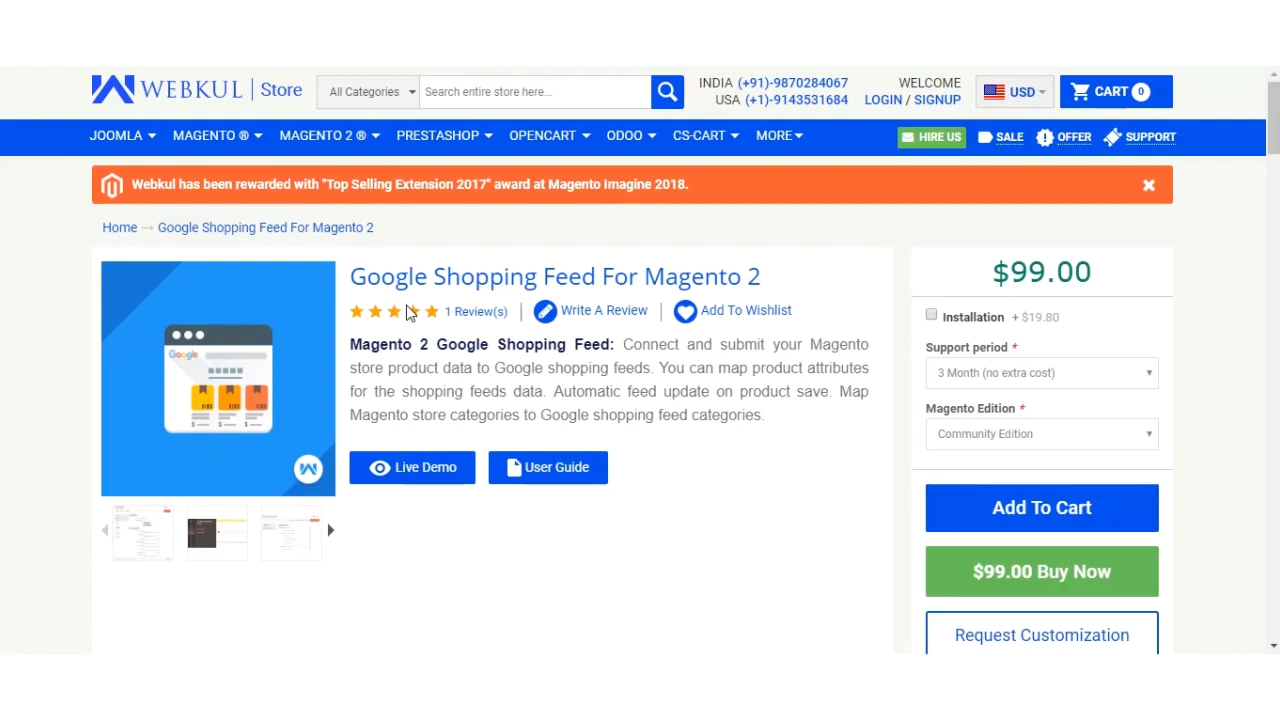 WEBKUL | Store
All Categories
Search entire store here...
INDIA (+91)-9870284067
USA (+1)-9143531684
WELCOME
LOGIN / SIGNUP
USD
CART 0
JOOMLA
MAGENTO ®
MAGENTO 2 ®
PRESTASHOP
OPENCART
ODOO
CS-CART
MORE
HIRE US
SALE
OFFER
SUPPORT
Webkul has been rewarded with "Top Selling Extension 2017" award at Magento Imagine 2018.
Home → Google Shopping Feed For Magento 2
Google
Google Shopping Feed For Magento 2
1 Review(s)
Write A Review
Add To Wishlist
Magento 2 Google Shopping Feed: Connect and submit your Magento
store product data to Google shopping feeds. You can map product attributes
for the shopping feeds data. Automatic feed update on product save. Map
Magento store categories to Google shopping feed categories.
Live Demo
User Guide
$99.00
Installation + $19.80
Support period *
3 Month (no extra cost)
Magento Edition *
Community Edition
Add To Cart
$99.00 Buy Now
Request Customization